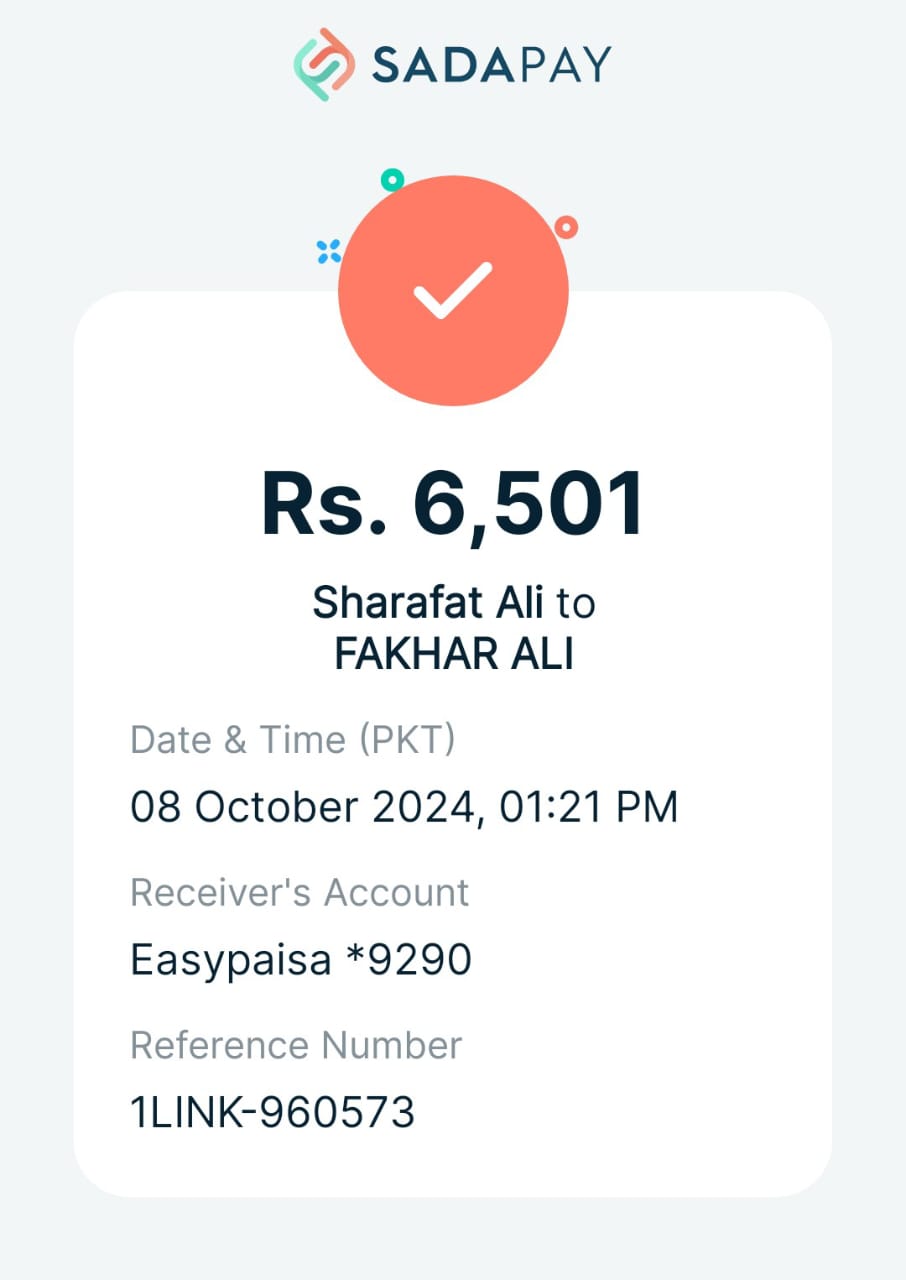 SADAPAY
Rs. 6,501
Sharafat Ali to
FAKHAR ALI
Date & Time (PKT)
08 October 2024, 01:21 PM
Receiver's Account
Easypaisa *9290
Reference Number
1LINK-960573